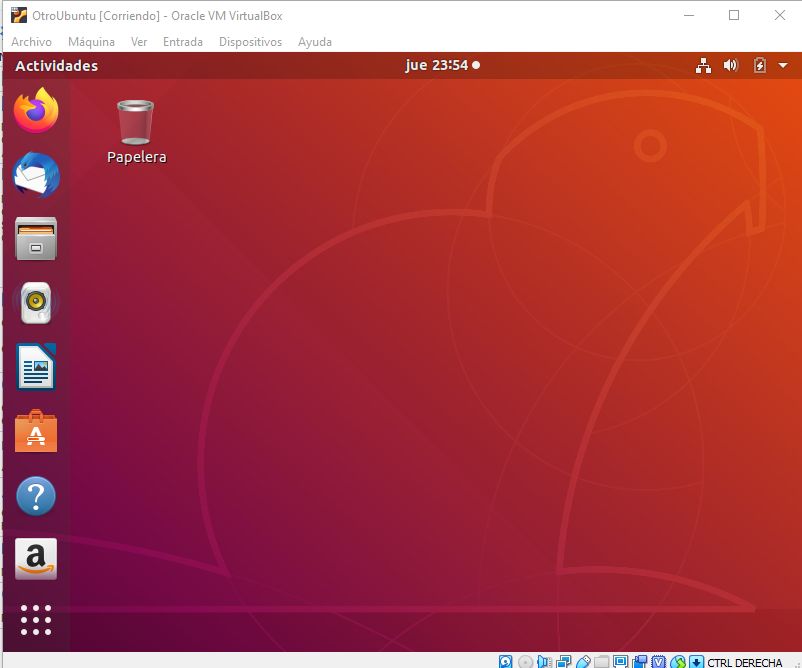 OtroUbuntu [Corriendo] - Oracle VM VirtualBox
Archivo Máquina Ver Entrada Dispositivos Ayuda
Actividades jue 23:54
Papelera
CTRL DERECHA